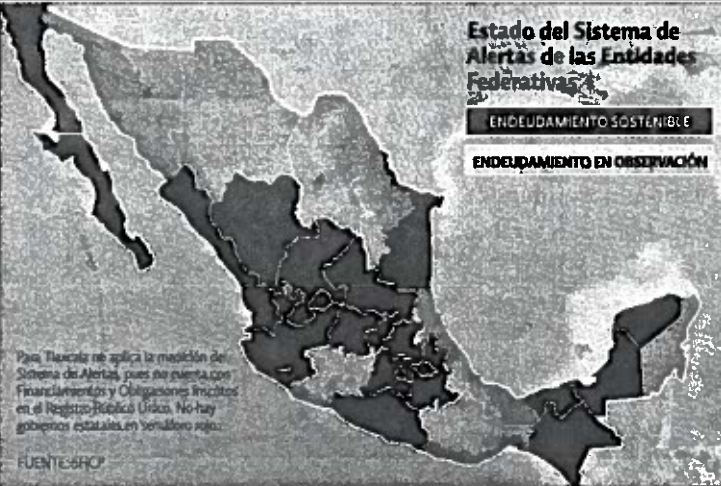 Estado del Sistema de
Alertas de las Entidades
Federativas
ENDEUDAMIENTO SOSTENIBLE
ENDEUDAMIENTO EN OBSERVACIÓN
Para Tlaxcala no aplica la medición de
Sistema de Alertas, pues no cuenta con
Financiamientos y Obligaciones Inscritos
en el Registro Público Único. No hay
gobiernos estatales en semáforo rojo.
FUENTE: SHCP